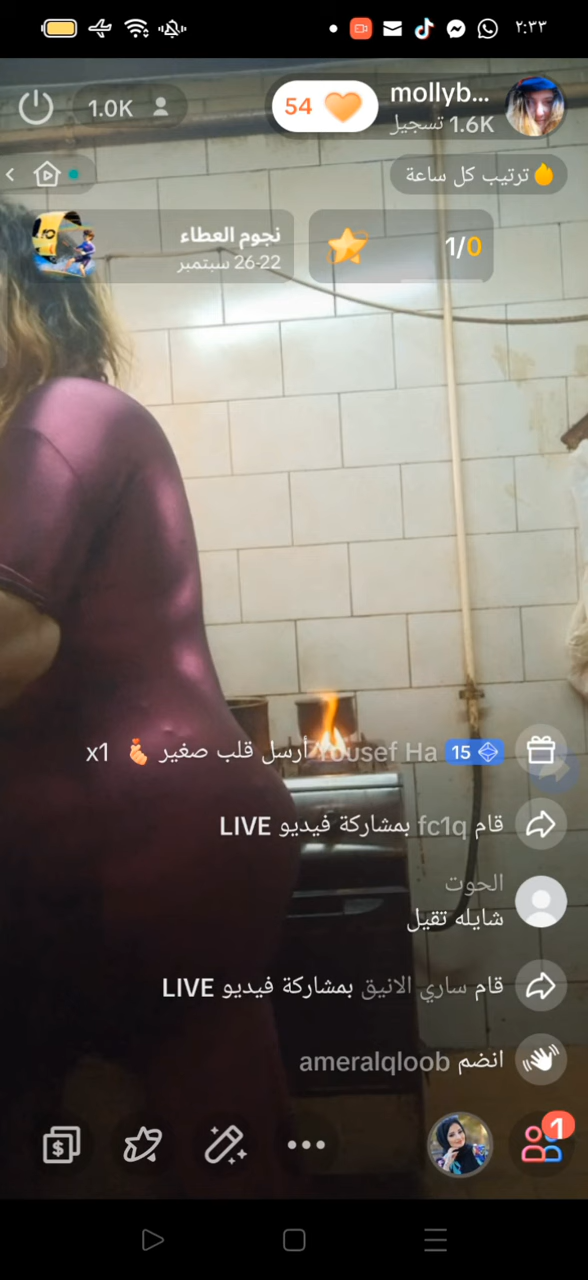 ٢:٣٣
1.0K
54
mollyb...
1.6K تسجيل
ترتيب كل ساعة
نجوم العطاء
22-26 سبتمبر
1/0
Yousef Ha 15 أرسل قلب صغير x1
قام fc1q بمشاركة فيديو LIVE
الحوت
شايله تقيل
قام ساري الانيق بمشاركة فيديو LIVE
انضم ameralqloob
1